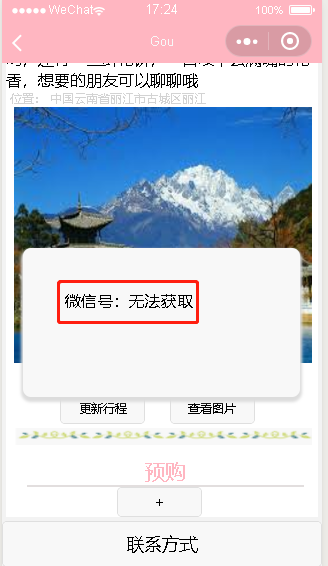 WeChat
17:24
100%
Gou
香，想要的朋友可以聊聊哦
位置： 中国云南省丽江市古城区丽江
微信号：无法获取
更新行程
查看图片
预购
+
联系方式